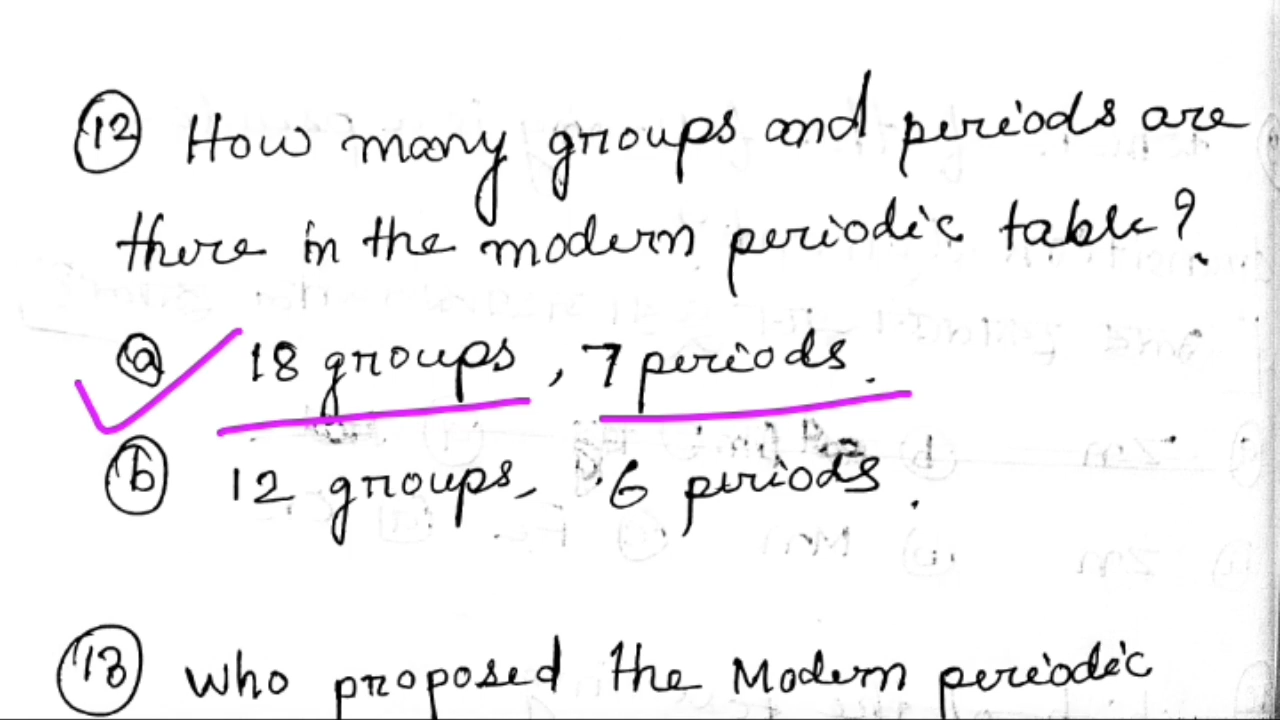 12 How many groups and periods are
there in the modern periodic table?
a 18 groups, 7 periods.
b 12 groups, 6 periods.
13 Who proposed the Modern periodic